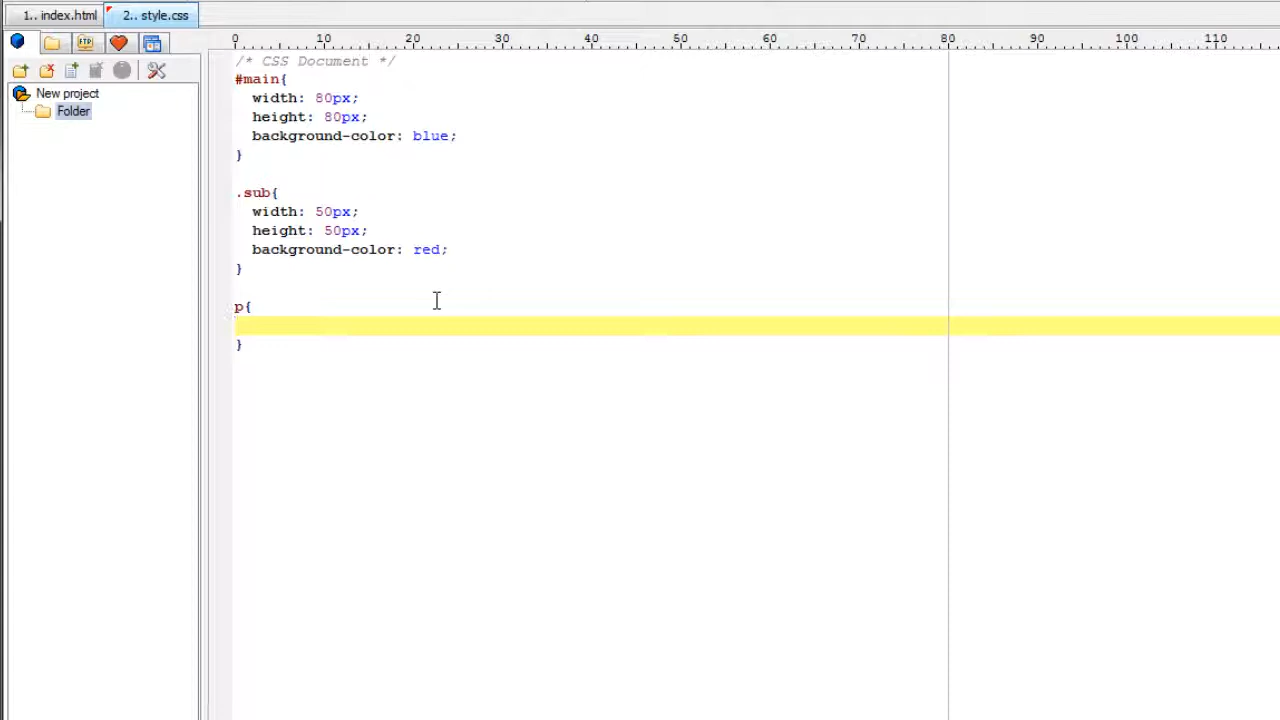 1.. index.html
2.. style.css
New project
Folder
0 10 20 30 40 50 60 70 80 90 100 110
/* CSS Document */
#main{
width: 80px;
height: 80px;
background-color: blue;
}
.sub{
width: 50px;
height: 50px;
background-color: red;
}
p{
}